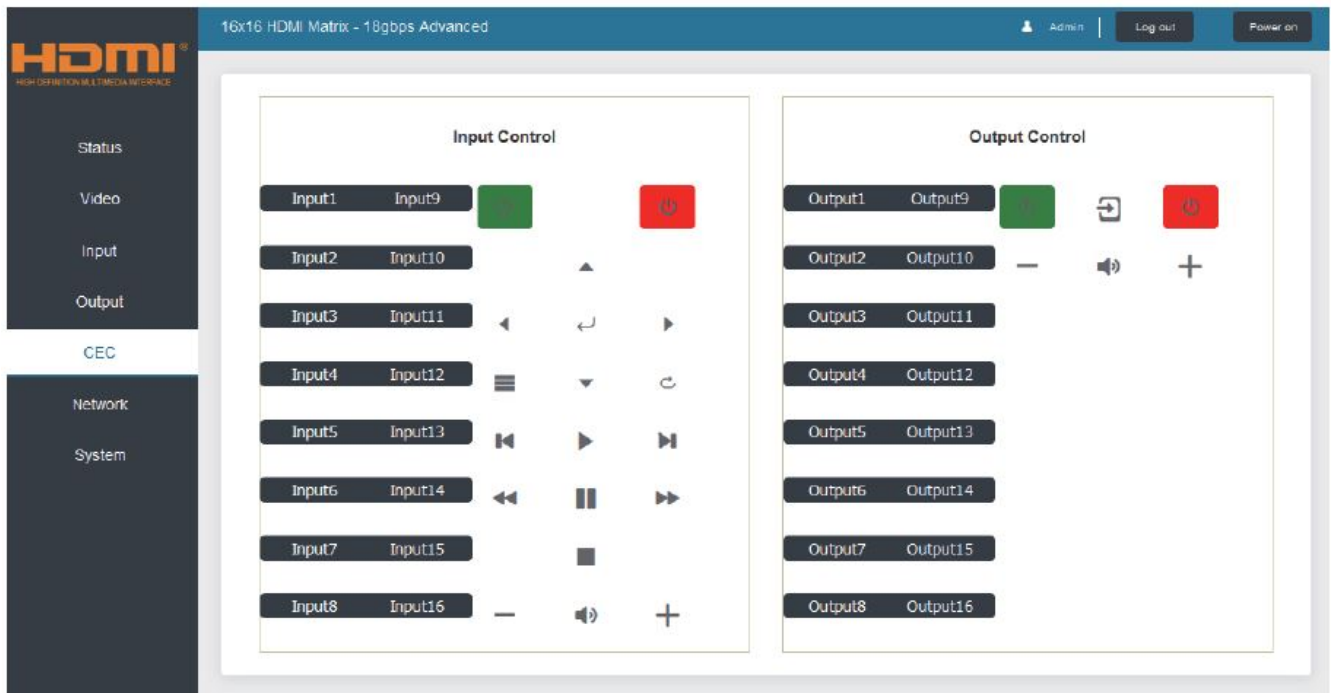 16x16 HDMI Matrix - 18gbps Advanced
Admin
Log out
Power on
HDMI®
HIGH DEFINITION MULTIMEDIA INTERFACE
Status
Video
Input
Output
CEC
Network
System
Input Control
Input1 Input9
Input2 Input10
Input3 Input11
Input4 Input12
Input5 Input13
Input6 Input14
Input7 Input15
Input8 Input16
Output Control
Output1 Output9
Output2 Output10
Output3 Output11
Output4 Output12
Output5 Output13
Output6 Output14
Output7 Output15
Output8 Output16